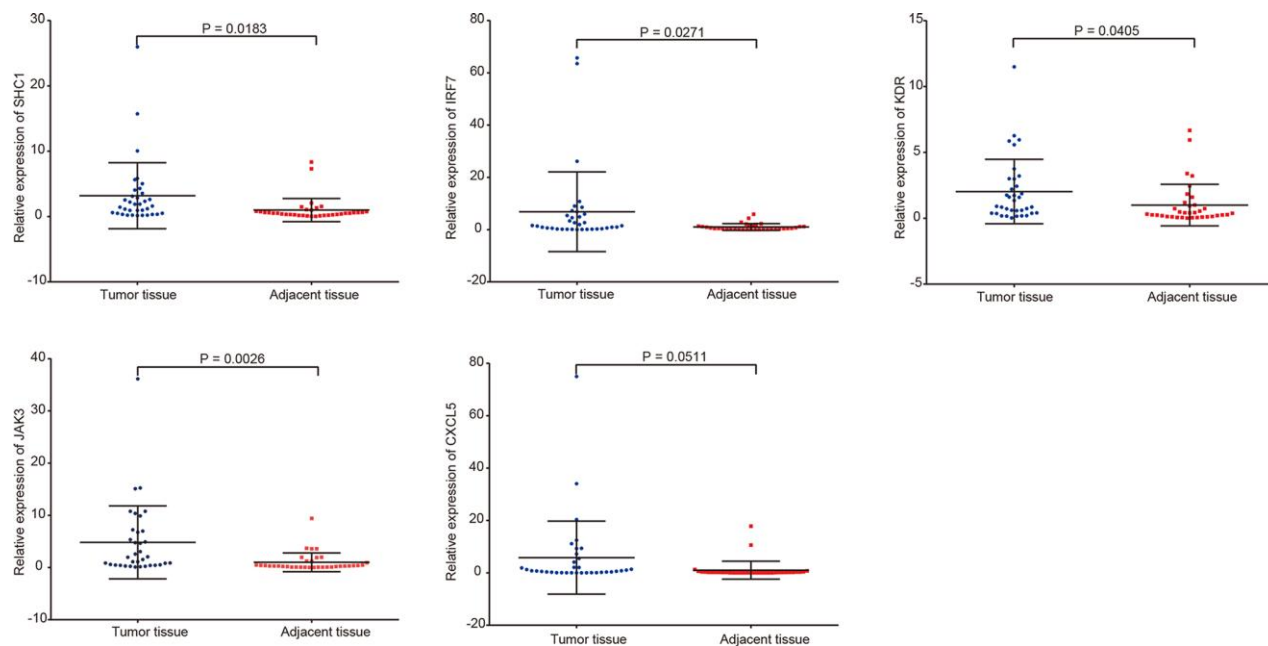 P = 0.0183
Relative expression of SHC1
30
20
10
0
-10
Tumor tissue
Adjacent tissue
P = 0.0271
Relative expression of IRF7
80
60
40
20
0
-20
Tumor tissue
Adjacent tissue
P = 0.0405
Relative expression of KDR
15
10
5
0
-5
Tumor tissue
Adjacent tissue
P = 0.0026
Relative expression of JAK3
40
30
20
10
0
-10
Tumor tissue
Adjacent tissue
P = 0.0511
Relative expression of CXCL5
80
60
40
20
0
-20
Tumor tissue
Adjacent tissue